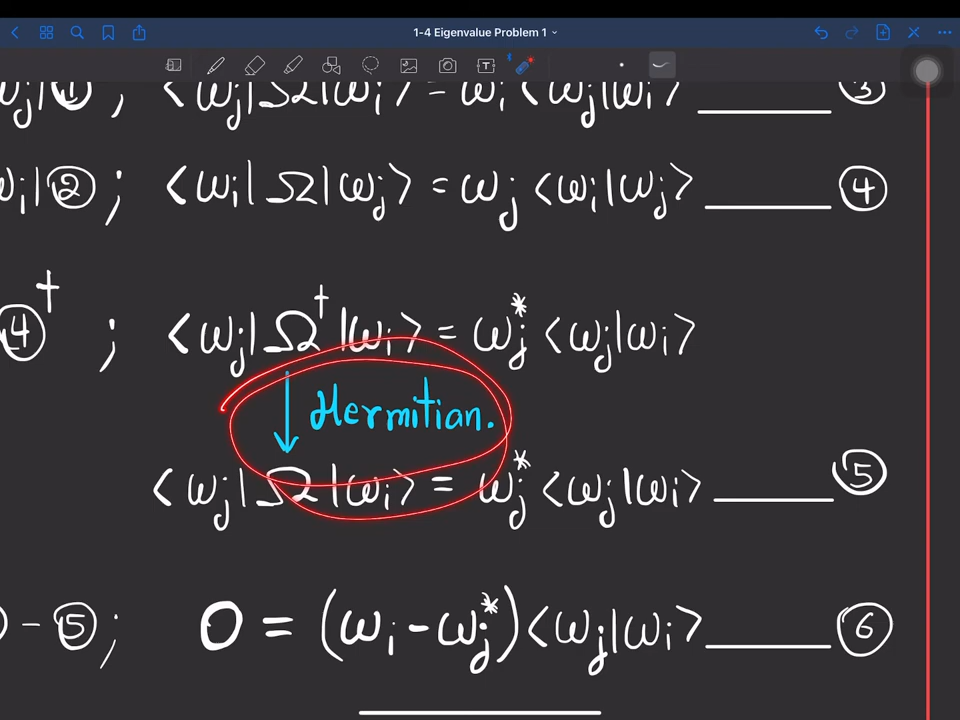 1-4 Eigenvalue Problem 1
ωj|① ; <ωj|Ω|ωi> = ωi <ωj|ωi> ③
ωi|② ; <ωi|Ω|ωj> = ωj <ωi|ωj> ④
④† ; <ωj|Ω†|ωi> = ωj* <ωj|ωi>
↓ Hermitian.
<ωj|Ω|ωi> = ωj* <ωj|ωi> ⑤
- ⑤; 0 = (ωi - ωj*)<ωj|ωi> ⑥